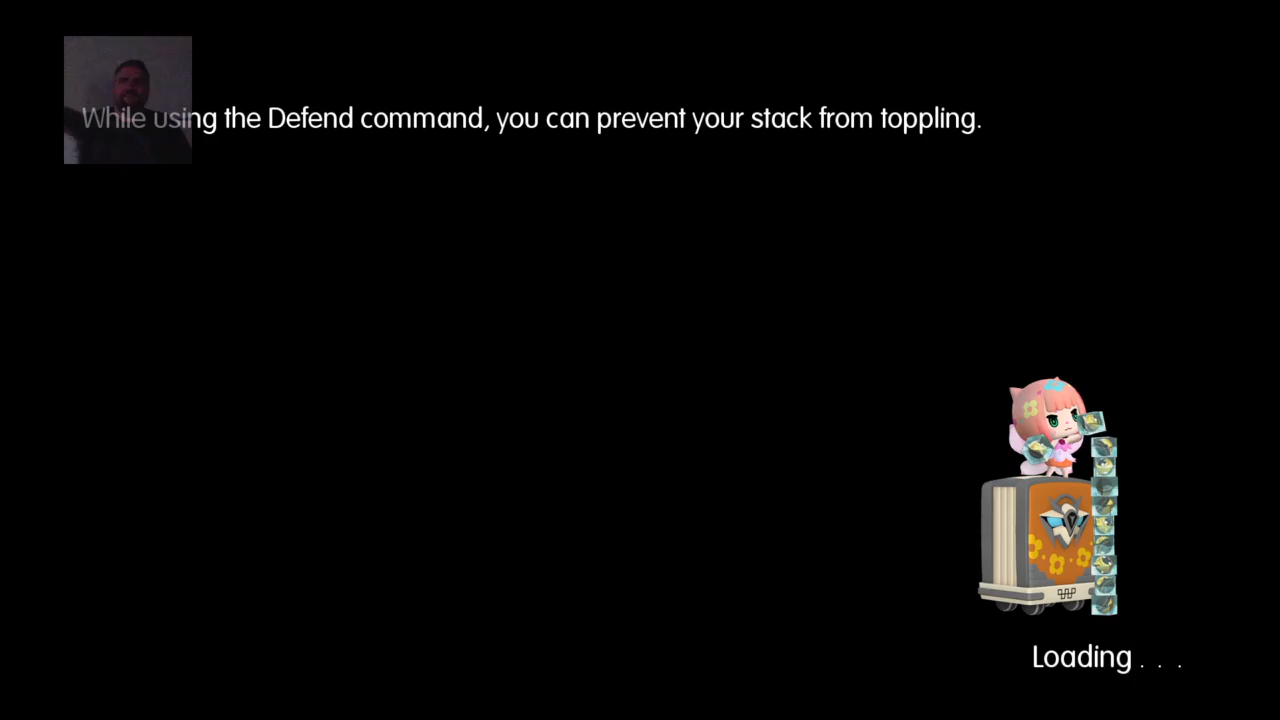 While using the Defend command, you can prevent your stack from toppling.
Loading . . .